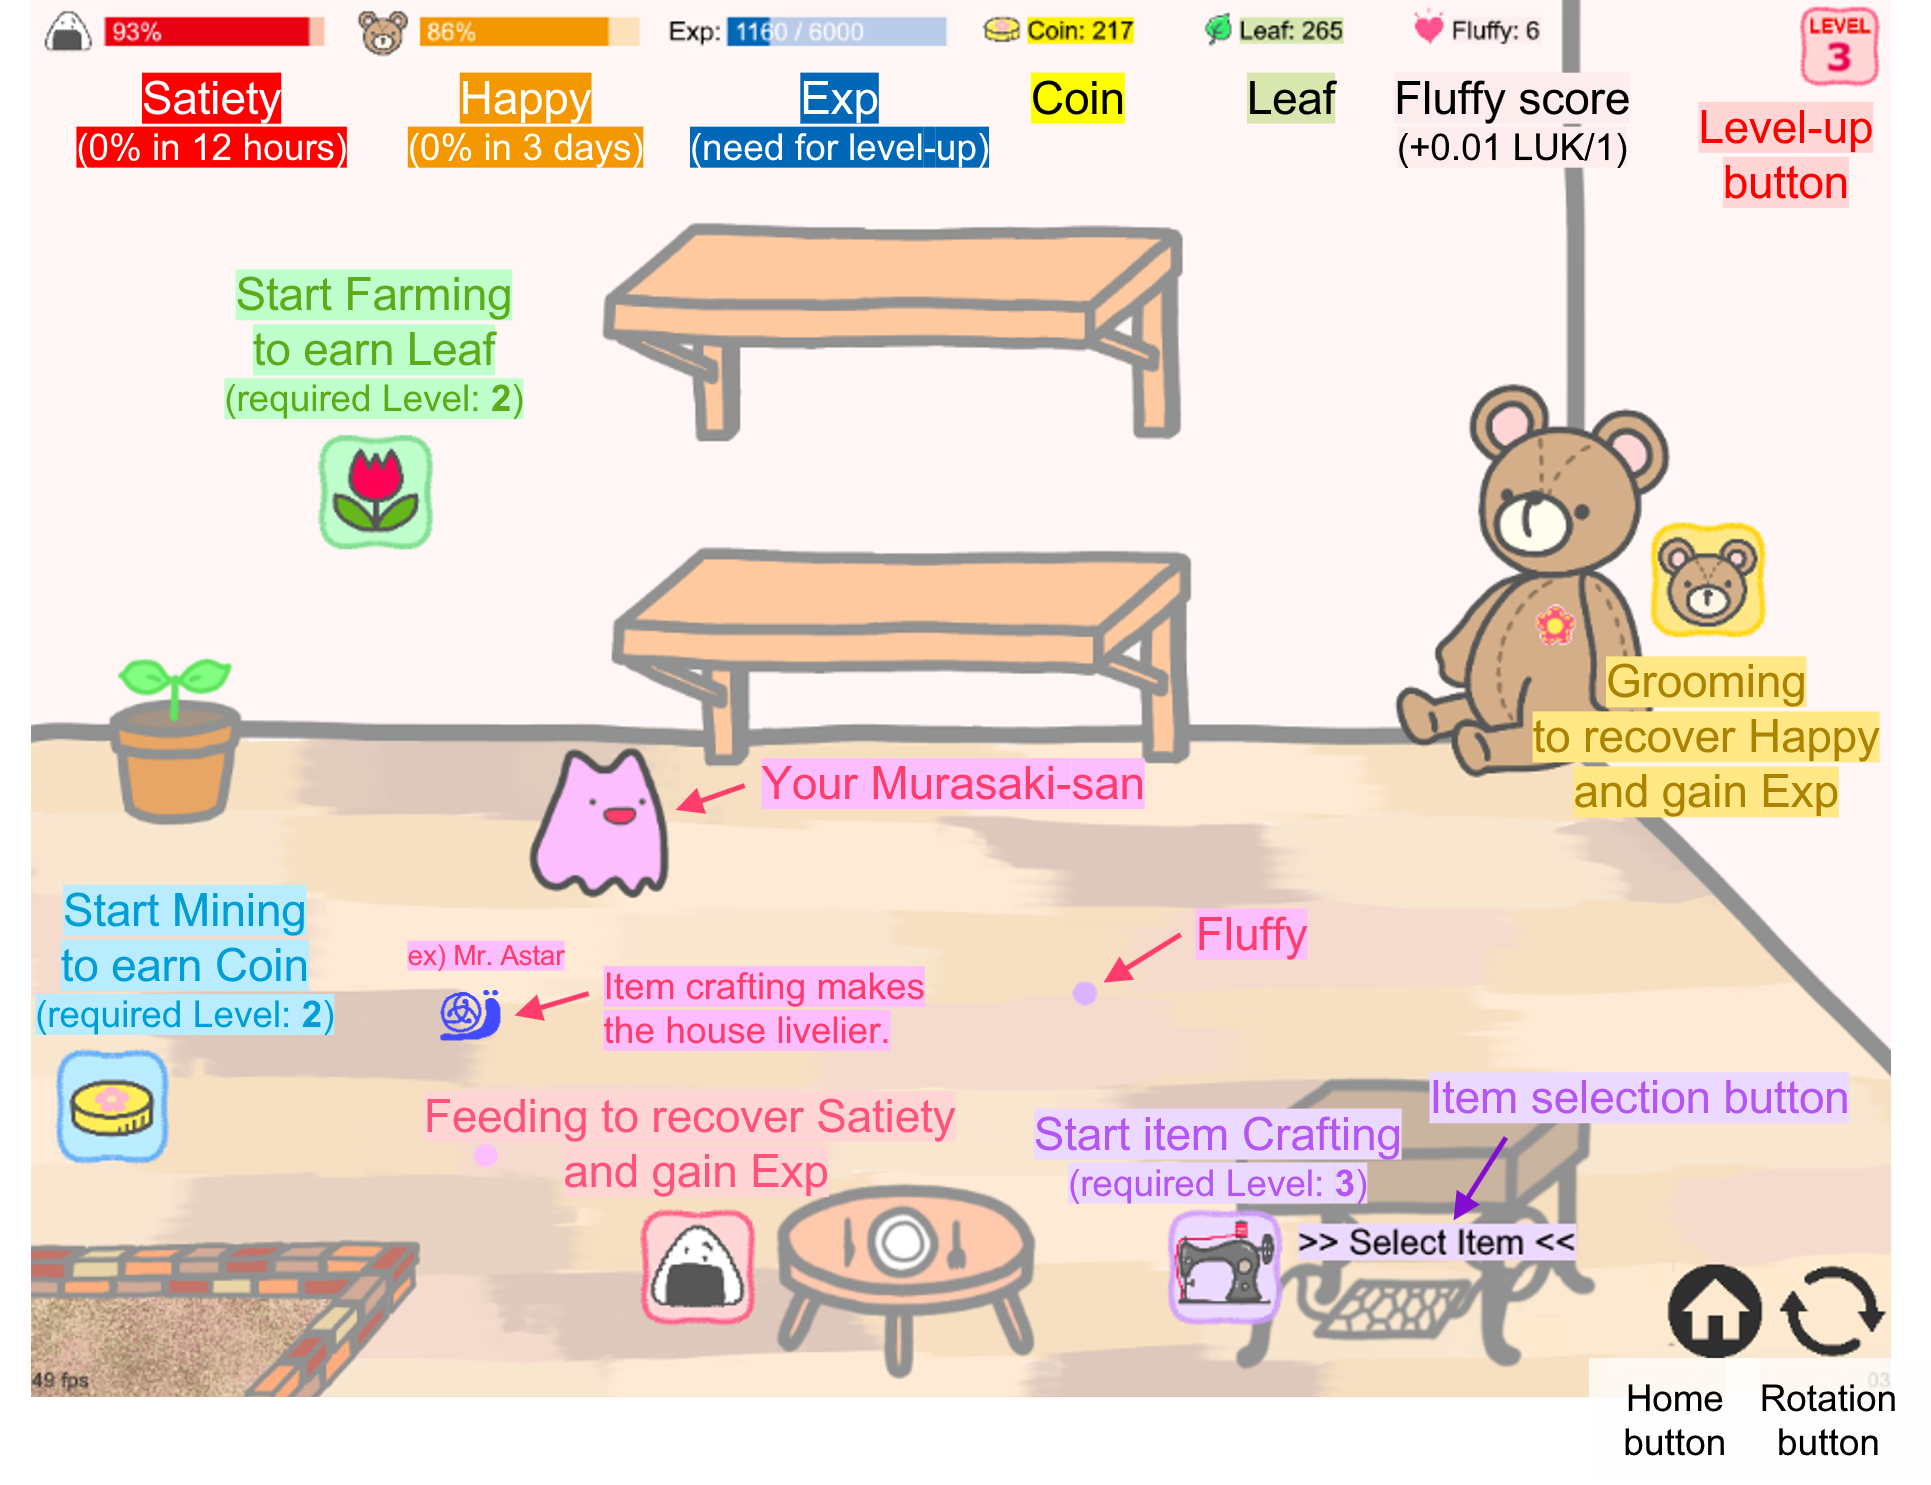 93%
86%
Exp: 1160 / 6000
Coin: 217
Leaf: 265
Fluffy: 6
LEVEL
3
Satiety
(0% in 12 hours)
Happy
(0% in 3 days)
Exp
(need for level-up)
Coin
Leaf
Fluffy score
(+0.01 LUK/1)
Level-up
button
Start Farming
to earn Leaf
(required Level: 2)
Grooming
to recover Happy
and gain Exp
Your Murasaki-san
Start Mining
to earn Coin
(required Level: 2)
ex) Mr. Astar
Item crafting makes
the house livelier.
Fluffy
Feeding to recover Satiety
and gain Exp
Start item Crafting
(required Level: 3)
Item selection button
>> Select Item <<
49 fps
03
Home
button
Rotation
button